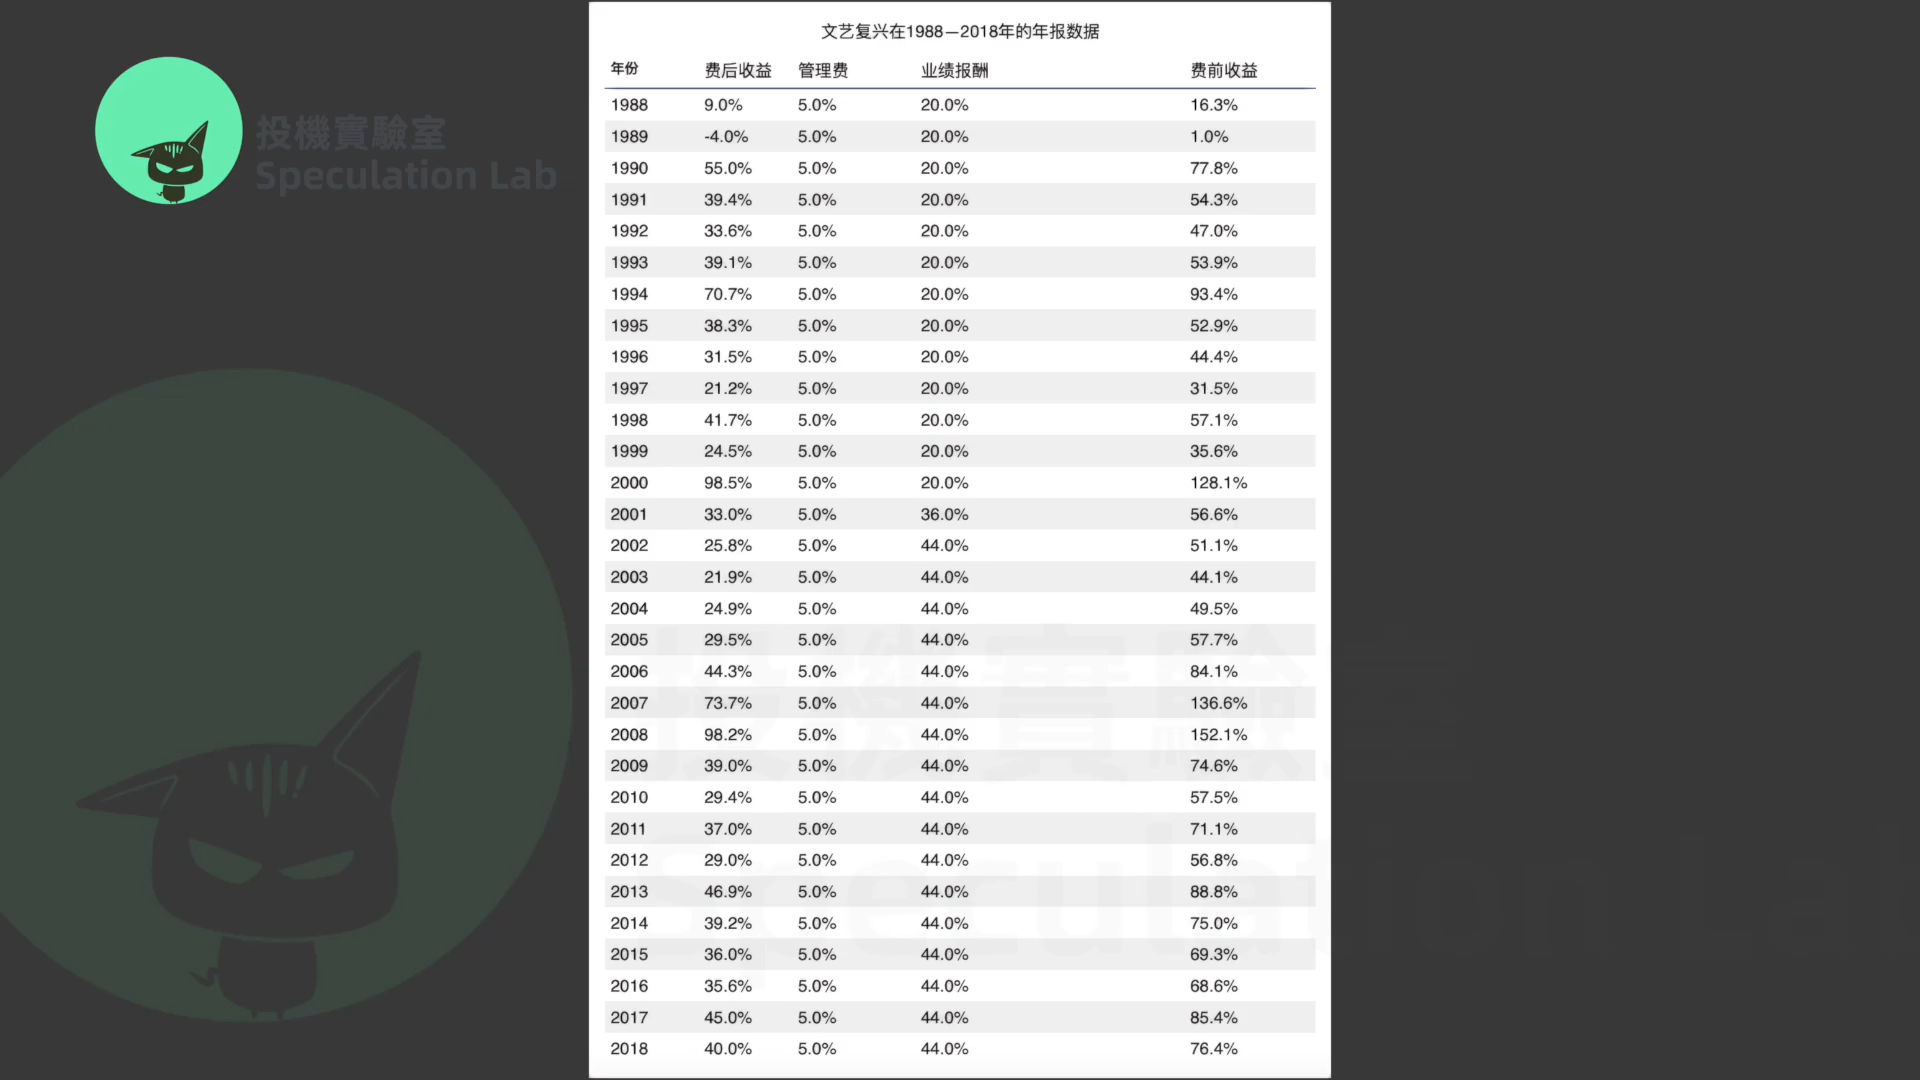 投機實驗室
Speculation Lab
文艺复兴在1988—2018年的年报数据
年份 费后收益 管理费 业绩报酬 费前收益
1988 9.0% 5.0% 20.0% 16.3%
1989 -4.0% 5.0% 20.0% 1.0%
1990 55.0% 5.0% 20.0% 77.8%
1991 39.4% 5.0% 20.0% 54.3%
1992 33.6% 5.0% 20.0% 47.0%
1993 39.1% 5.0% 20.0% 53.9%
1994 70.7% 5.0% 20.0% 93.4%
1995 38.3% 5.0% 20.0% 52.9%
1996 31.5% 5.0% 20.0% 44.4%
1997 21.2% 5.0% 20.0% 31.5%
1998 41.7% 5.0% 20.0% 57.1%
1999 24.5% 5.0% 20.0% 35.6%
2000 98.5% 5.0% 20.0% 128.1%
2001 33.0% 5.0% 36.0% 56.6%
2002 25.8% 5.0% 44.0% 51.1%
2003 21.9% 5.0% 44.0% 44.1%
2004 24.9% 5.0% 44.0% 49.5%
2005 29.5% 5.0% 44.0% 57.7%
2006 44.3% 5.0% 44.0% 84.1%
2007 73.7% 5.0% 44.0% 136.6%
2008 98.2% 5.0% 44.0% 152.1%
2009 39.0% 5.0% 44.0% 74.6%
2010 29.4% 5.0% 44.0% 57.5%
2011 37.0% 5.0% 44.0% 71.1%
2012 29.0% 5.0% 44.0% 56.8%
2013 46.9% 5.0% 44.0% 88.8%
2014 39.2% 5.0% 44.0% 75.0%
2015 36.0% 5.0% 44.0% 69.3%
2016 35.6% 5.0% 44.0% 68.6%
2017 45.0% 5.0% 44.0% 85.4%
2018 40.0% 5.0% 44.0% 76.4%
投機實驗室
Speculation Lab